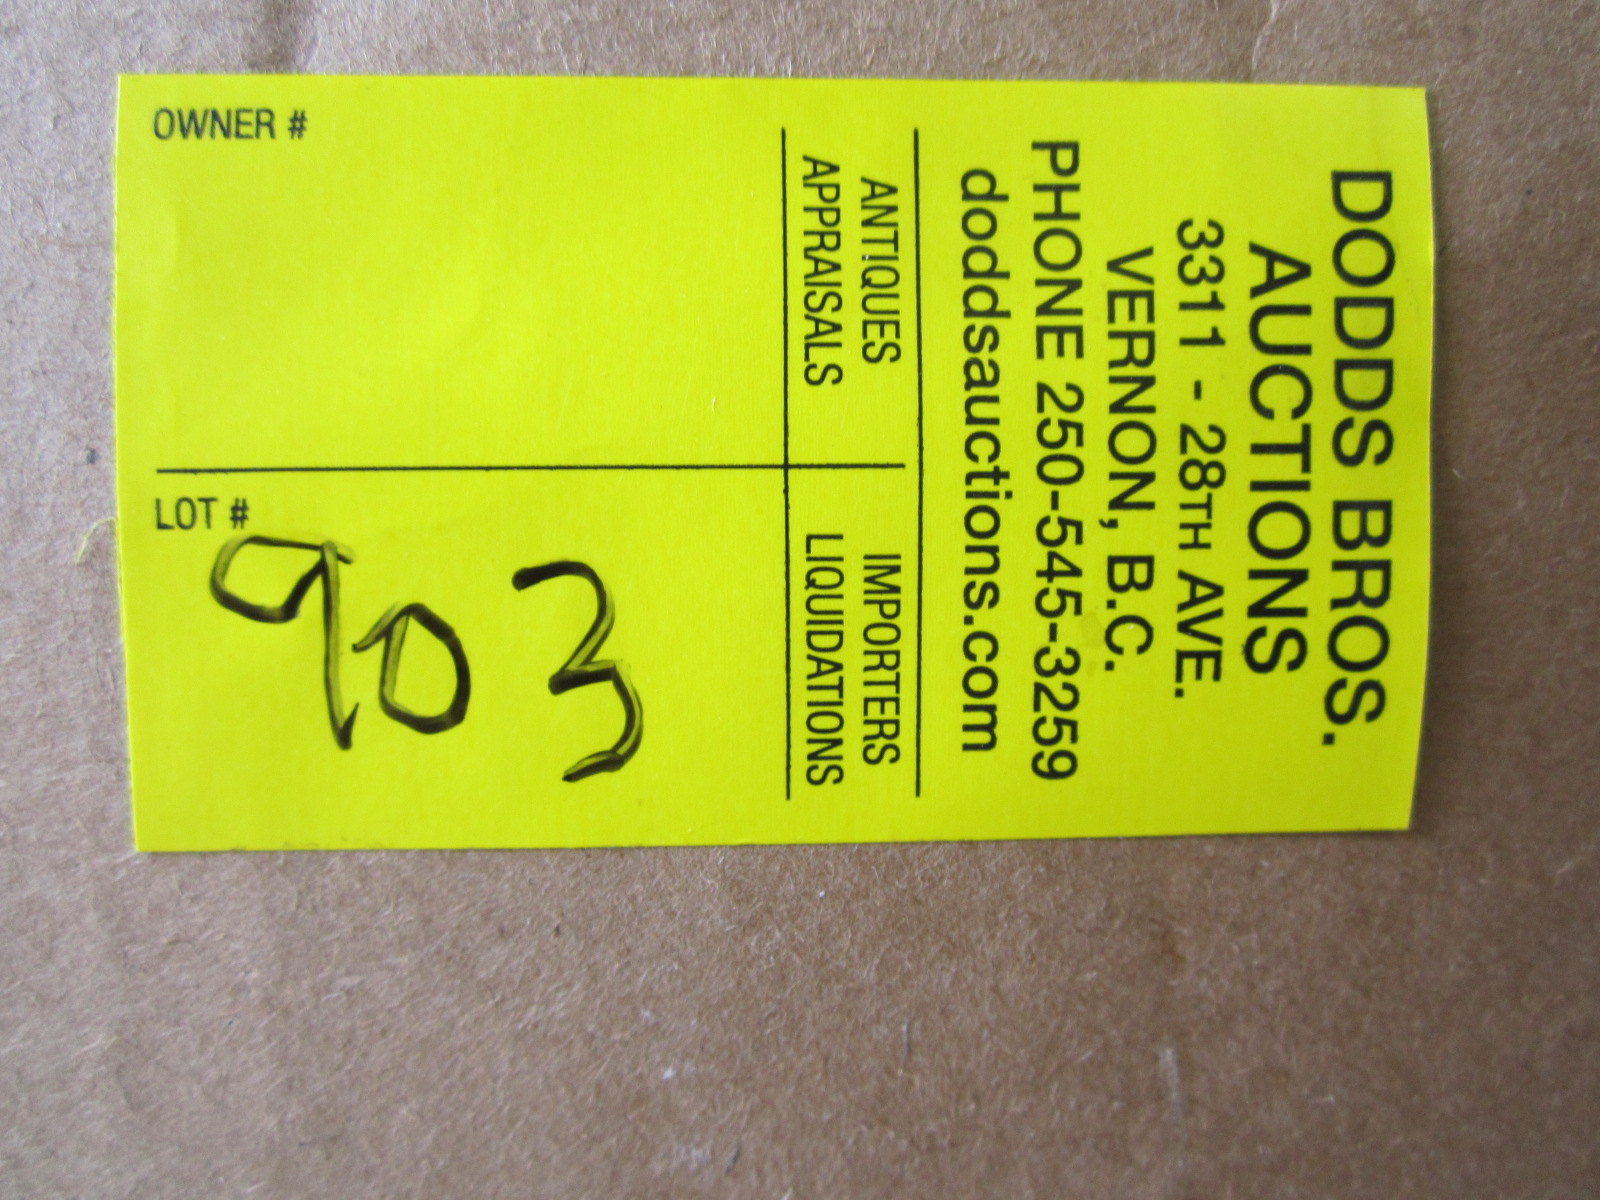 DODDS BROS.
AUCTIONS
3311 - 28TH AVE.
VERNON, B.C.
PHONE 250-545-3259
doddsauctions.com
ANTIQUES
APPRAISALS
IMPORTERS
LIQUIDATIONS
OWNER #
LOT #
903